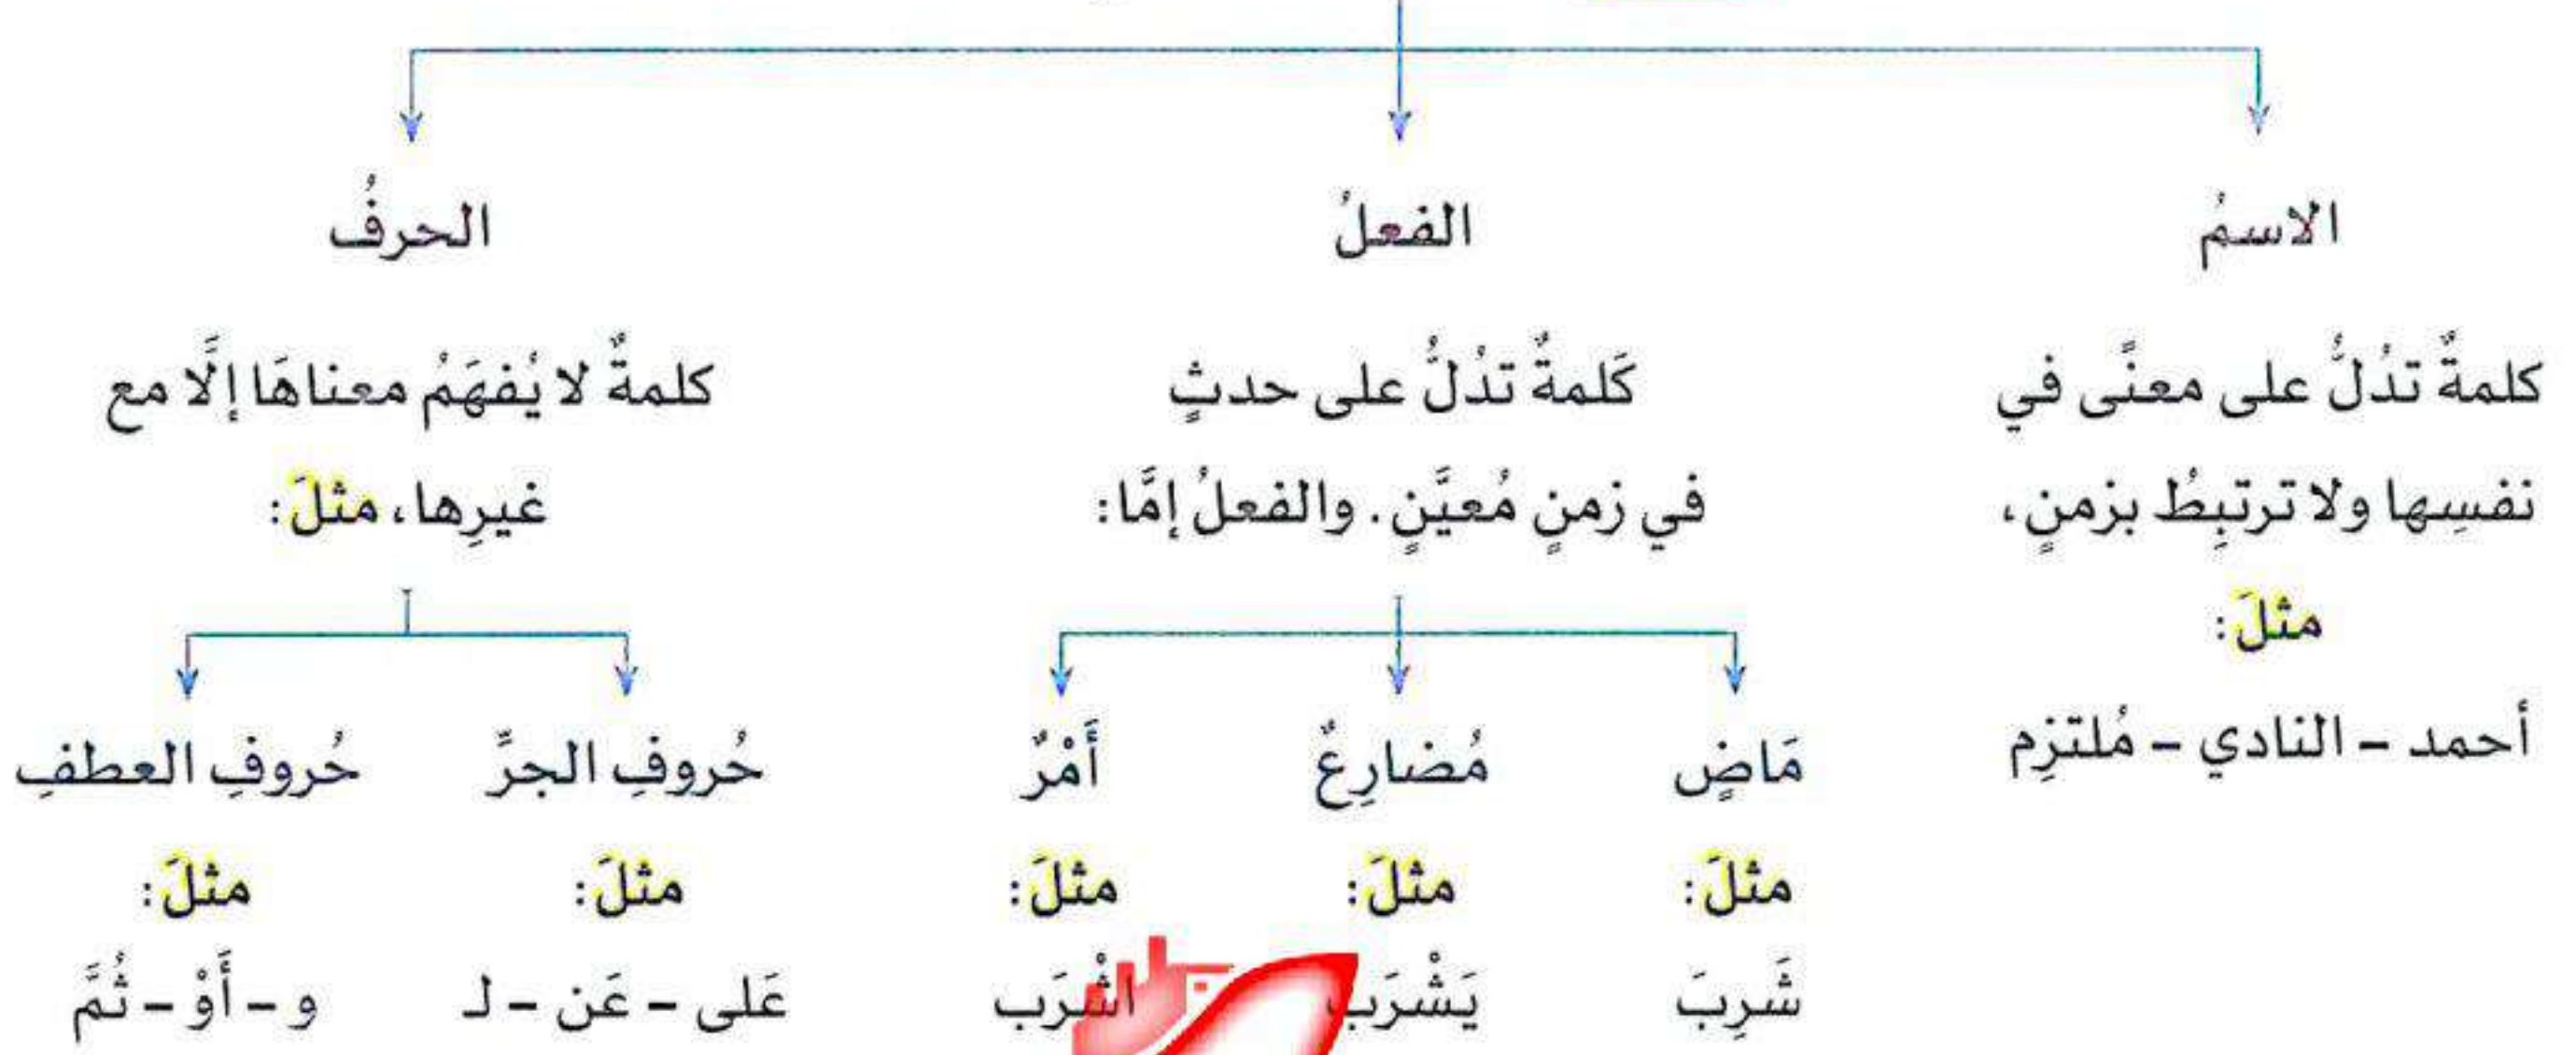 الاسمُ
كلمةٌ تدُلُّ على معنًى في
نفسِها ولا ترتبِطُ بزمنٍ،
مثلَ:
أحمد – النادي – مُلتزِم
الفعلُ
كَلمةٌ تدُلُّ على حدثٍ
في زمنٍ مُعيَّنٍ. والفعلُ إمَّا:
مَاضٍ
مثلَ:
شَرِبَ
مُضارِعٌ
مثلَ:
يَشْرَب
أَمْرٌ
مثلَ:
اشْرَب
الحرفُ
كلمةٌ لا يُفهَمُ معناهَا إلَّا مع
غيرِها، مثلَ:
حُروفِ الجرِّ
مثلَ:
عَلى – عَن – لـ
حُروفِ العطفِ
مثلَ:
و – أَوْ – ثُمَّ